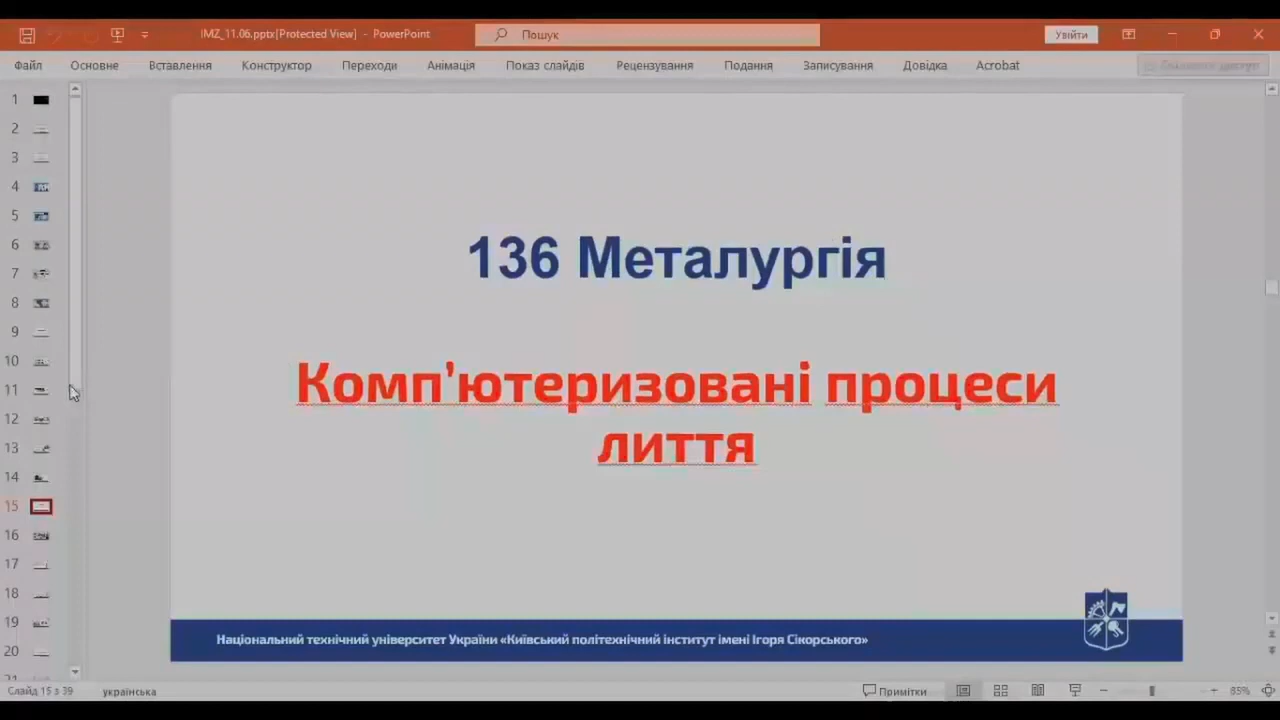 IMZ_11.06.pptx[Protected View] - PowerPoint
Пошук
Увійти
Файл
Основне
Вставлення
Конструктор
Переходи
Анімація
Показ слайдів
Рецензування
Подання
Записування
Довідка
Acrobat
1
2
3
4
5
6
7
8
9
10
11
12
13
14
15
16
17
18
19
20
21
136 Металургія
Комп’ютеризовані процеси
лиття
Національний технічний університет України «Київський політехнічний інститут імені Ігоря Сікорського»
Слайд 15 з 39
українська
Примітки
85%